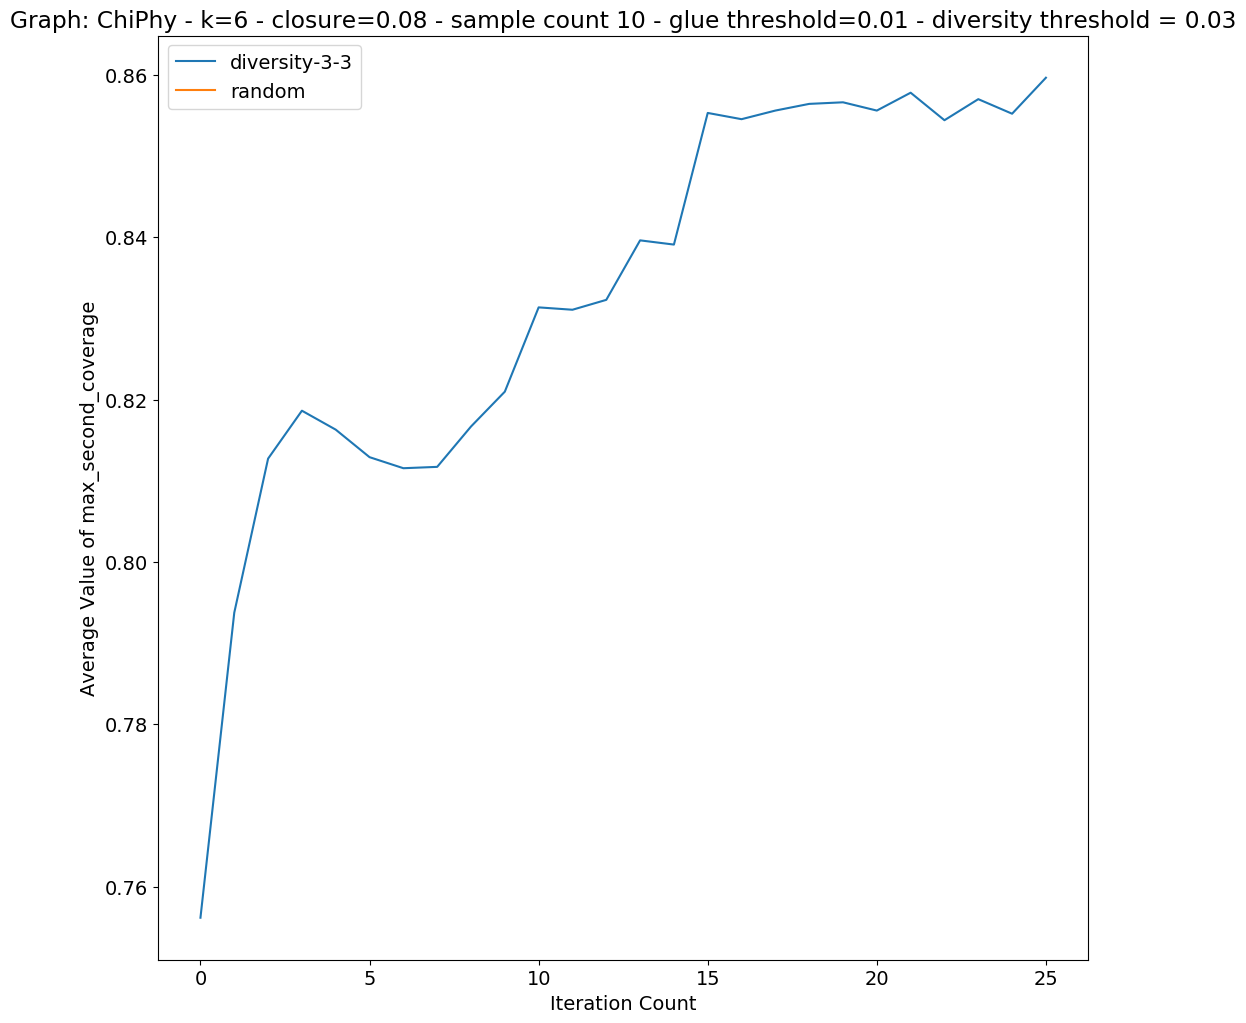 Graph: ChiPhy - k=6 - closure=0.08 - sample count 10 - glue threshold=0.01 - diversity threshold = 0.03
diversity-3-3
random
0.86
0.84
0.82
0.80
0.78
0.76
Average Value of max_second_coverage
0 5 10 15 20 25
Iteration Count